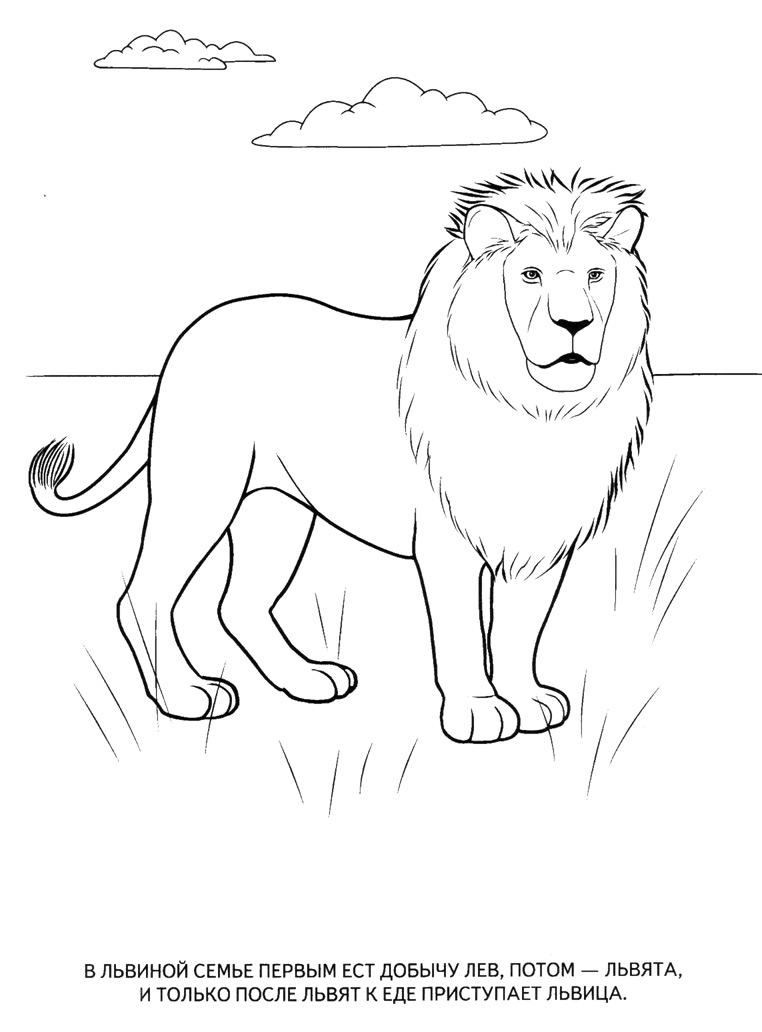 В ЛЬВИНОЙ СЕМЬЕ ПЕРВЫМ ЕСТ ДОБЫЧУ ЛЕВ, ПОТОМ — ЛЬВЯТА,
И ТОЛЬКО ПОСЛЕ ЛЬВЯТ К ЕДЕ ПРИСТУПАЕТ ЛЬВИЦА.